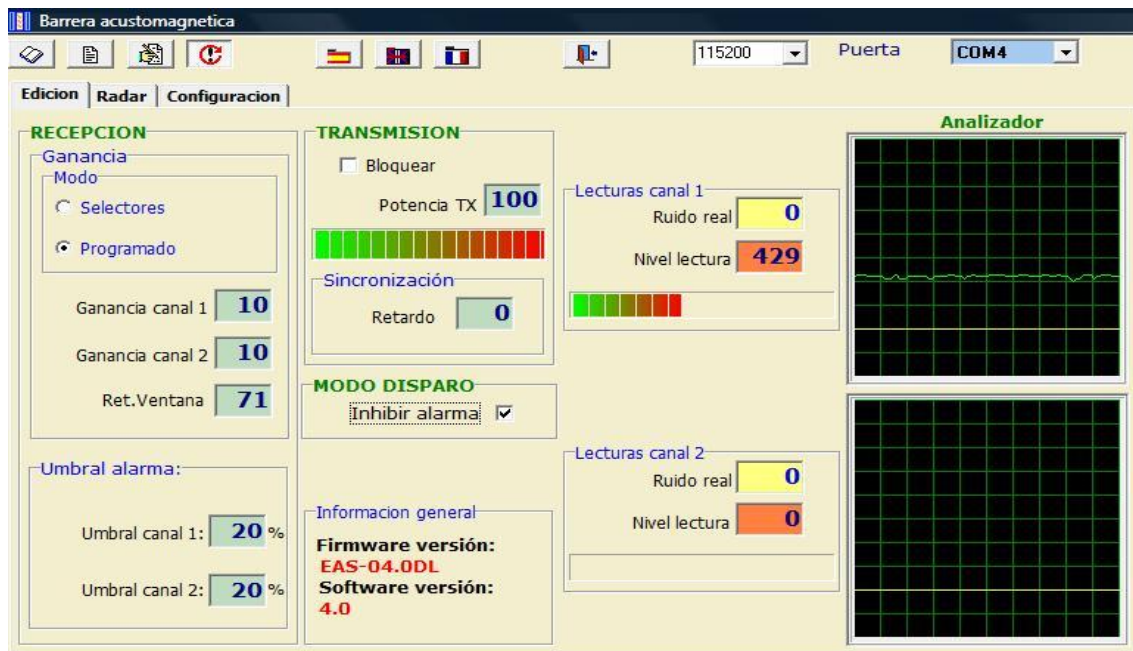 Barrera acustomagnetica
115200
Puerta
COM4
Edicion
Radar
Configuracion
RECEPCION
Ganancia
Modo
Selectores
Programado
Ganancia canal 1 10
Ganancia canal 2 10
Ret.Ventana 71
Umbral alarma:
Umbral canal 1: 20 %
Umbral canal 2: 20 %
TRANSMISION
Bloquear
Potencia TX 100
Sincronización
Retardo 0
MODO DISPARO
Inhibir alarma
Informacion general
Firmware versión:
EAS-04.0DL
Software versión:
4.0
Lecturas canal 1
Ruido real 0
Nivel lectura 429
Lecturas canal 2
Ruido real 0
Nivel lectura 0
Analizador